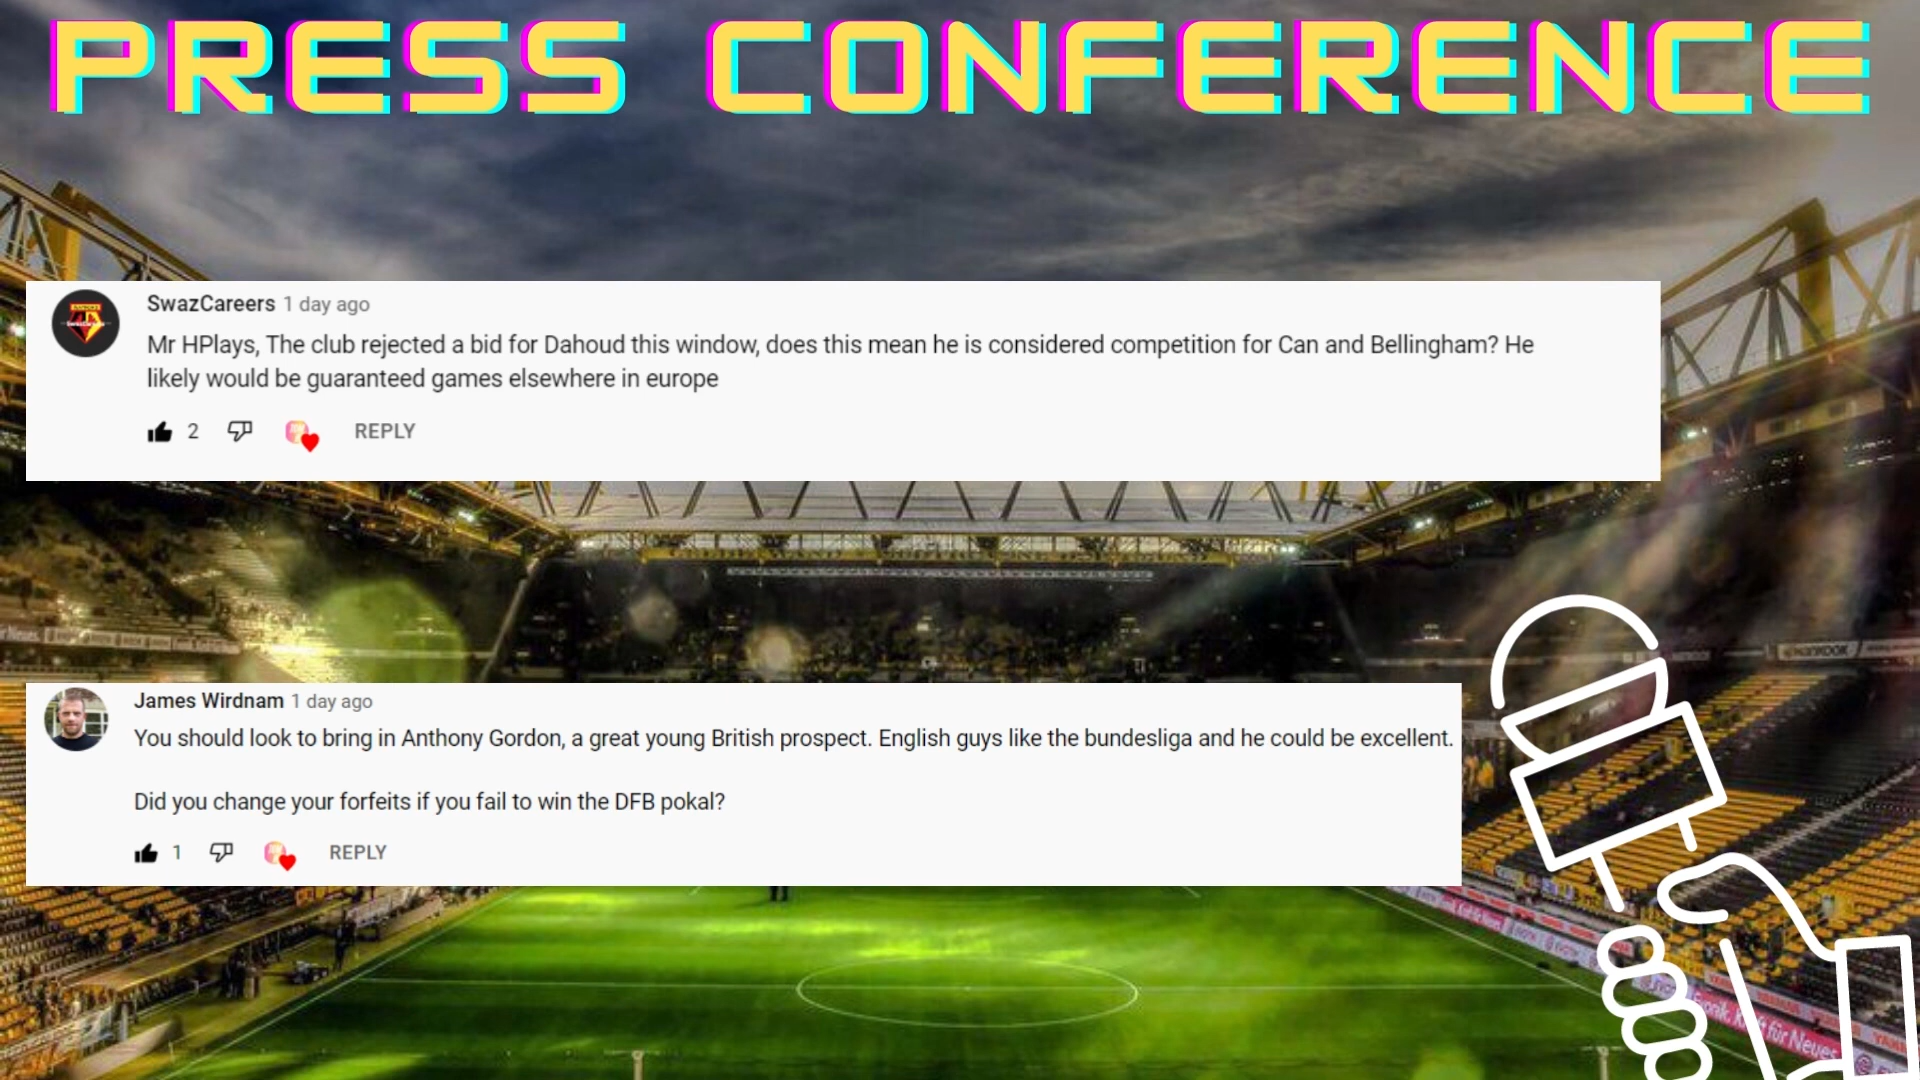 PRESS CONFERENCE
SwazCareers 1 day ago
Mr HPlays, The club rejected a bid for Dahoud this window, does this mean he is considered competition for Can and Bellingham? He
likely would be guaranteed games elsewhere in europe
2 REPLY
James Wirdnam 1 day ago
You should look to bring in Anthony Gordon, a great young British prospect. English guys like the bundesliga and he could be excellent.
Did you change your forfeits if you fail to win the DFB pokal?
1 REPLY
für Neues